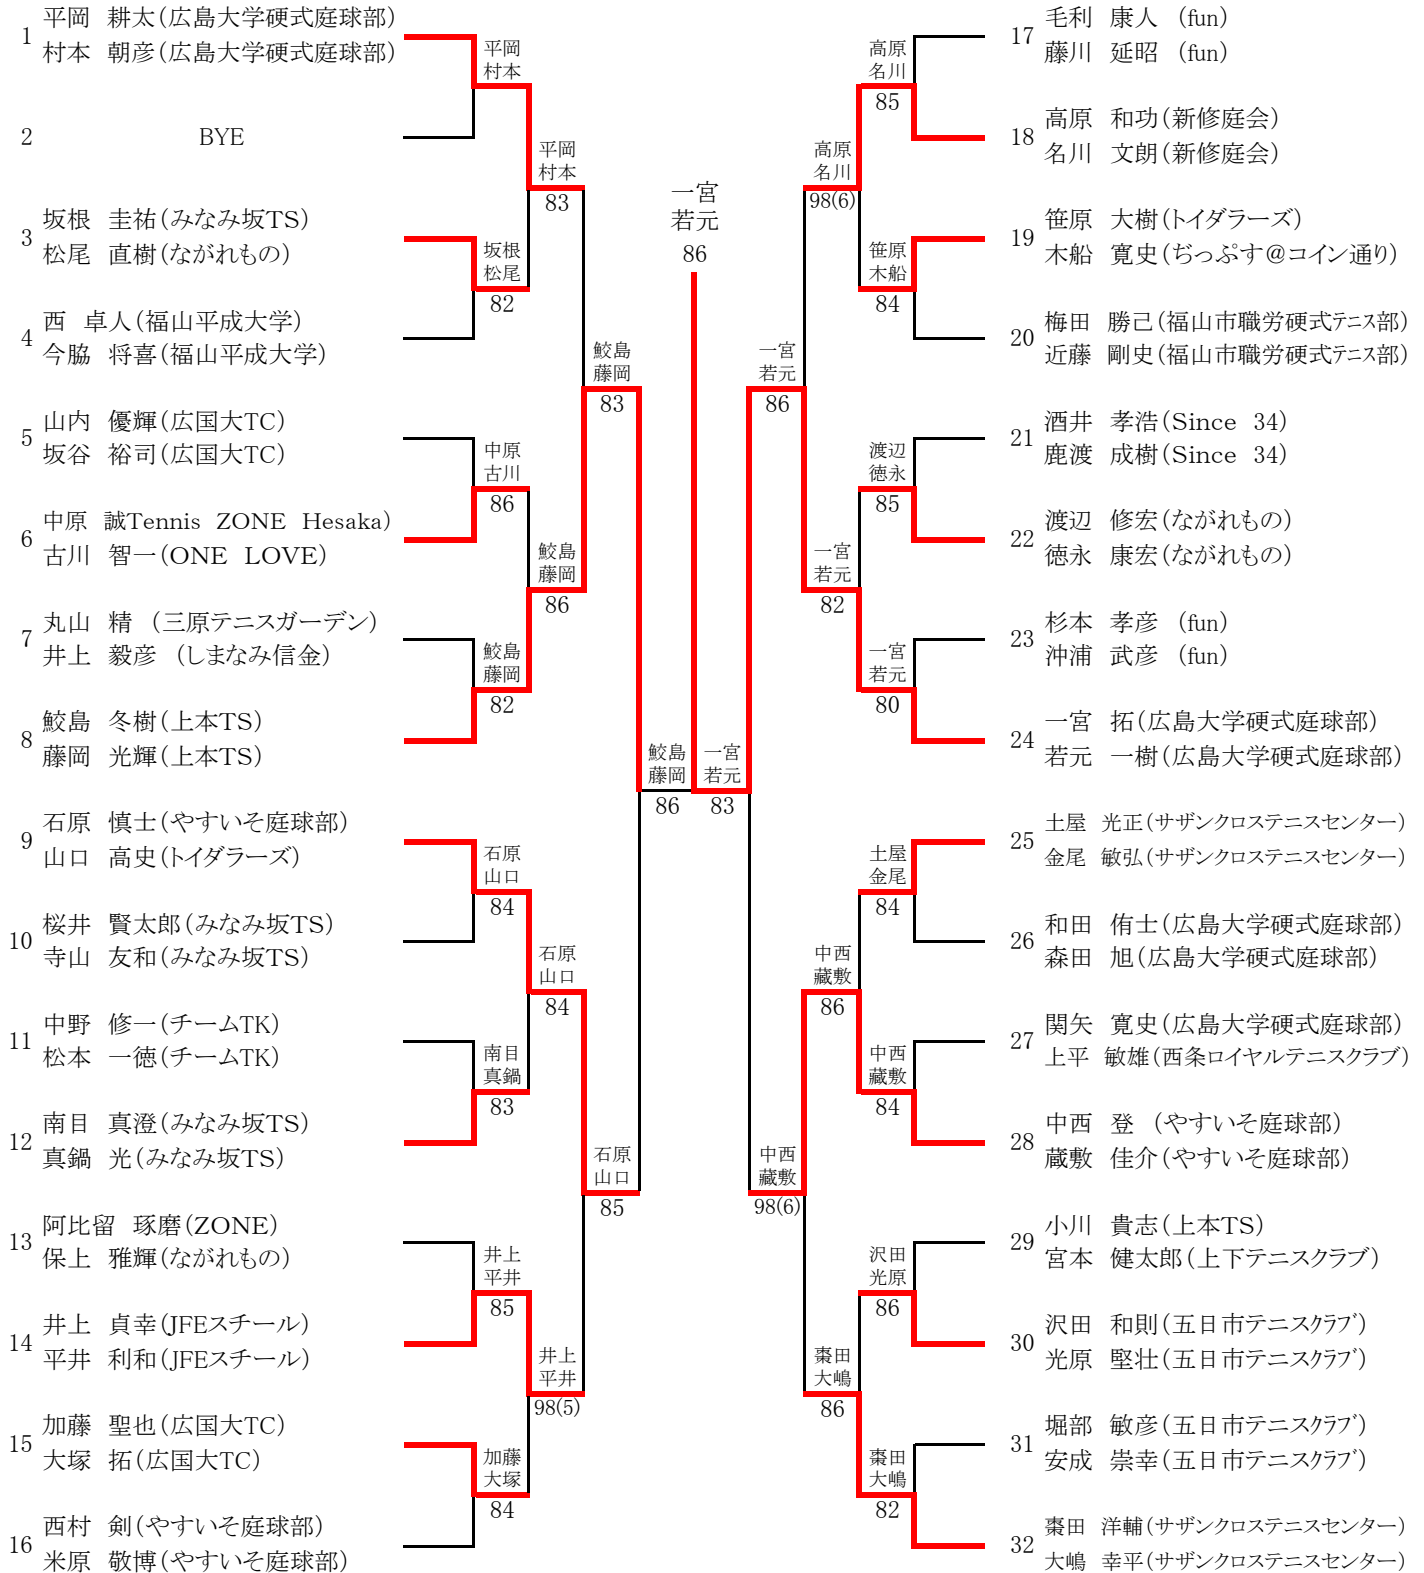 1
平岡 耕太(広島大学硬式庭球部)
村本 朝彦(広島大学硬式庭球部)
2
BYE
3
坂根 圭祐(みなみ坂TS)
松尾 直樹(ながれもの)
4
西 卓人(福山平成大学)
今脇 将喜(福山平成大学)
5
山内 優輝(広国大TC)
坂谷 裕司(広国大TC)
6
中原 誠Tennis ZONE Hesaka)
古川 智一(ONE LOVE)
7
丸山 精 (三原テニスガーデン)
井上 毅彦 (しまなみ信金)
8
鮫島 冬樹(上本TS)
藤岡 光輝(上本TS)
9
石原 慎士(やすいそ庭球部)
山口 高史(トイダラーズ)
10
桜井 賢太郎(みなみ坂TS)
寺山 友和(みなみ坂TS)
11
中野 修一(チームTK)
松本 一徳(チームTK)
12
南目 真澄(みなみ坂TS)
真鍋 光(みなみ坂TS)
13
阿比留 琢磨(ZONE)
保上 雅輝(ながれもの)
14
井上 貞幸(JFEスチール)
平井 利和(JFEスチール)
15
加藤 聖也(広国大TC)
大塚 拓(広国大TC)
16
西村 剣(やすいそ庭球部)
米原 敬博(やすいそ庭球部)
平岡
村本
坂根
松尾
82
中原
古川
86
鮫島
藤岡
82
石原
山口
84
南目
真鍋
83
井上
平井
85
加藤
大塚
84
平岡
村本
83
鮫島
藤岡
86
石原
山口
84
井上
平井
98(5)
鮫島
藤岡
83
石原
山口
85
鮫島
藤岡
86
一宮
若元
86
一宮
若元
83
一宮
若元
86
中西
蔵敷
98(6)
高原
名川
98(6)
一宮
若元
82
中西
蔵敷
86
棗田
大嶋
86
高原
名川
85
笹原
木船
84
渡辺
徳永
85
一宮
若元
80
土屋
金尾
84
中西
蔵敷
84
沢田
光原
86
棗田
大嶋
82
17
毛利 康人 (fun)
藤川 延昭 (fun)
18
高原 和功(新修庭会)
名川 文朗(新修庭会)
19
笹原 大樹(トイダラーズ)
木船 寛史(ぢっぷす@コイン通り)
20
梅田 勝己(福山市職労硬式テニス部)
近藤 剛史(福山市職労硬式テニス部)
21
酒井 孝浩(Since 34)
鹿渡 成樹(Since 34)
22
渡辺 修宏(ながれもの)
徳永 康宏(ながれもの)
23
杉本 孝彦 (fun)
沖浦 武彦 (fun)
24
一宮 拓(広島大学硬式庭球部)
若元 一樹(広島大学硬式庭球部)
25
土屋 光正(サザンクロステニスセンター)
金尾 敏弘(サザンクロステニスセンター)
26
和田 侑士(広島大学硬式庭球部)
森田 旭(広島大学硬式庭球部)
27
関矢 寛史(広島大学硬式庭球部)
上平 敏雄(西条ロイヤルテニスクラブ)
28
中西 登 (やすいそ庭球部)
蔵敷 佳介(やすいそ庭球部)
29
小川 貴志(上本TS)
宮本 健太郎(上下テニスクラブ)
30
沢田 和則(五日市テニスクラブ)
光原 堅壮(五日市テニスクラブ)
31
堀部 敏彦(五日市テニスクラブ)
安成 崇幸(五日市テニスクラブ)
32
棗田 洋輔(サザンクロステニスセンター)
大嶋 幸平(サザンクロステニスセンター)